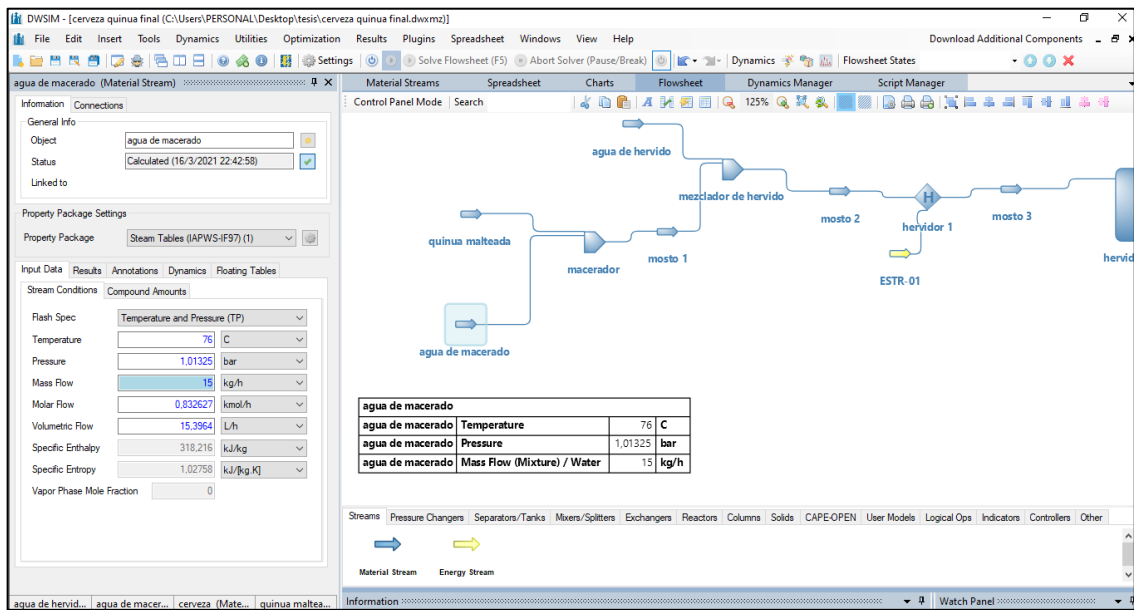 DWSIM - [cerveza quinua final (C:\Users\PERSONAL\Desktop\tesis\cerveza quinua final.dwxmz)]
File Edit Insert Tools Dynamics Utilities Optimization Results Plugins Spreadsheet Windows View Help Download Additional Components
Settings Solve Flowsheet (F5) Abort Solver (Pause/Break) Dynamics Flowsheet States
agua de macerado (Material Stream)
Information Connections
General Info
Object agua de macerado
Status Calculated (16/3/2021 22:42:58)
Linked to
Property Package Settings
Property Package Steam Tables (IAPWS-IF97) (1)
Input Data Results Annotations Dynamics Floating Tables
Stream Conditions Compound Amounts
Flash Spec Temperature and Pressure (TP)
Temperature 76 C
Pressure 1,01325 bar
Mass Flow 15 kg/h
Molar Flow 0,832627 kmol/h
Volumetric Flow 15,3964 L/h
Specific Enthalpy 318,216 kJ/kg
Specific Entropy 1,02758 kJ/[kg.K]
Vapor Phase Mole Fraction 0
agua de hervid... agua de macer... cerveza (Mate... quinua maltea...
Material Streams Spreadsheet Charts Flowsheet Dynamics Manager Script Manager
Control Panel Mode Search 125%
agua de hervido
mezclador de hervido
mosto 2
H
hervidor 1
mosto 3
hervid
quinua malteada
macerador
mosto 1
ESTR-01
agua de macerado
agua de macerado
agua de macerado Temperature 76 C
agua de macerado Pressure 1,01325 bar
agua de macerado Mass Flow (Mixture) / Water 15 kg/h
Streams Pressure Changers Separators/Tanks Mixers/Splitters Exchangers Reactors Columns Solids CAPE-OPEN User Models Logical Ops Indicators Controllers Other
Material Stream Energy Stream
Information Watch Panel